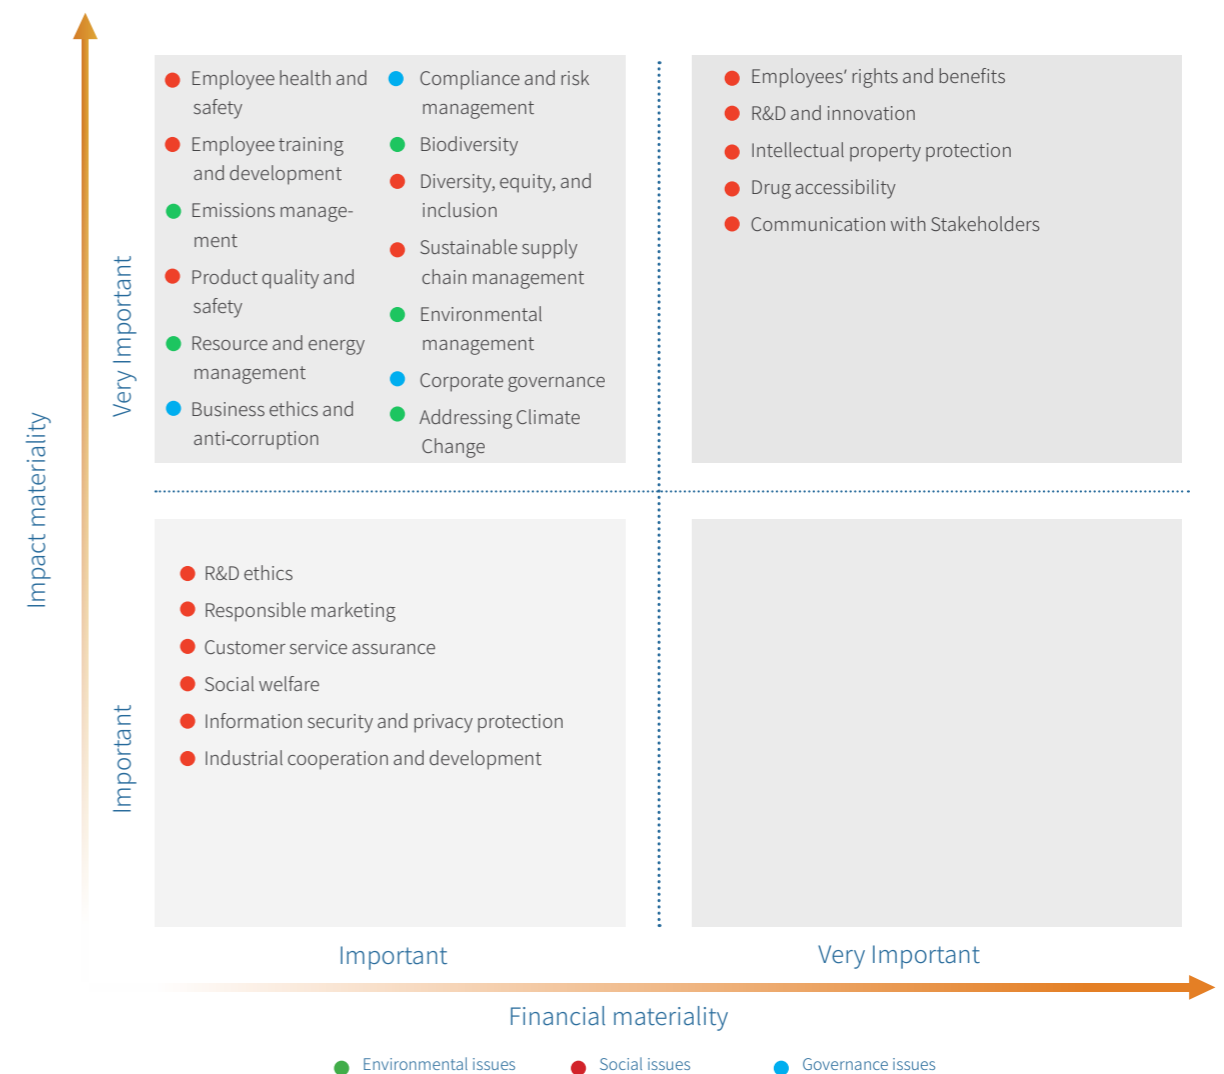 Employee health and
safety
Employee training
and development
Emissions manage-
ment
Product quality and
safety
Resource and energy
management
Business ethics and
anti-corruption
Compliance and risk
management
Biodiversity
Diversity, equity, and
inclusion
Sustainable supply
chain management
Environmental
management
Corporate governance
Addressing Climate
Change
Employees’ rights and benefits
R&D and innovation
Intellectual property protection
Drug accessibility
Communication with Stakeholders
Very Important
Impact materiality
R&D ethics
Responsible marketing
Customer service assurance
Social welfare
Information security and privacy protection
Industrial cooperation and development
Important
Important
Very Important
Financial materiality
Environmental issues
Social issues
Governance issues